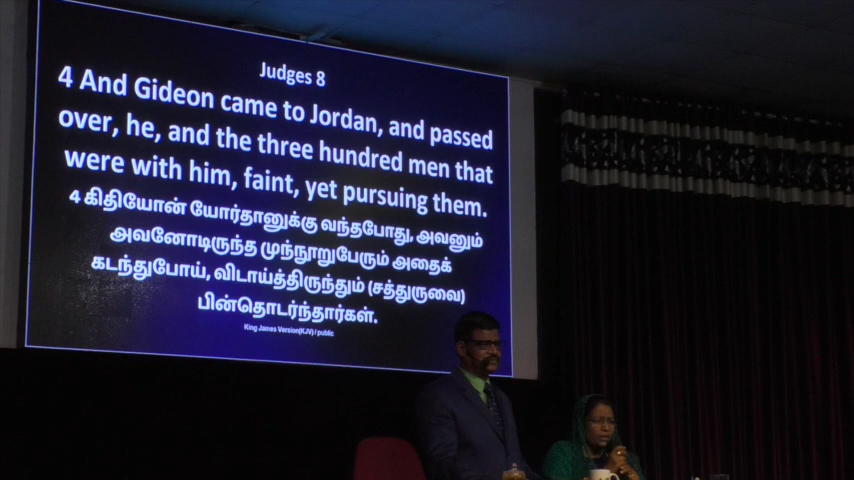 Judges 8
4 And Gideon came to Jordan, and passed
over, he, and the three hundred men that
were with him, faint, yet pursuing them.
4 கிதியோன் யோர்தானுக்கு வந்தபோது, அவனும்
அவனோடிருந்த முந்நூறுபேரும் அதைக்
கடந்துபோய், விடாய்த்திருந்தும் (சத்துருவை)
பின்தொடர்ந்தார்கள்.
King James Version(KJV) / public